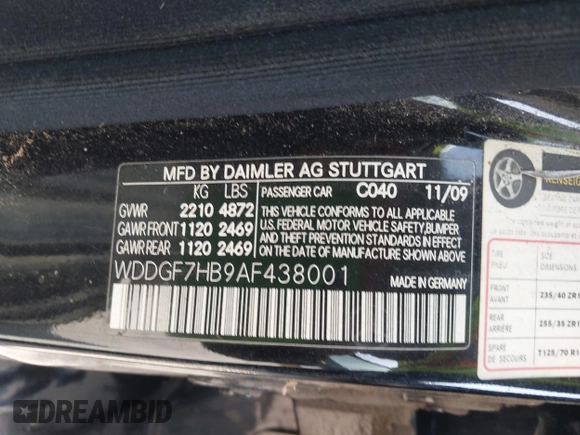 MFD BY DAIMLER AG STUTTGART
KG LBS
GVWR 2210 4872
GAWR FRONT 1120 2469
GAWR REAR 1120 2469
PASSENGER CAR C040 11/09
THIS VEHICLE CONFORMS TO ALL APPLICABLE
U.S. FEDERAL MOTOR VEHICLE SAFETY,BUMPER
AND THEFT PREVENTION STANDARDS IN EFFECT
ON THE DATE OF MANUFACTURE SHOWN ABOVE
WDDGF7HB9AF438001
TIRE SIZE
PNEU DIMENSIONS
FRONT
AVANT 235/40 ZR1
REAR
ARRIERE 255/35 ZR1
SPARE
DE SECOURS T125/70 R1
DREAMBID